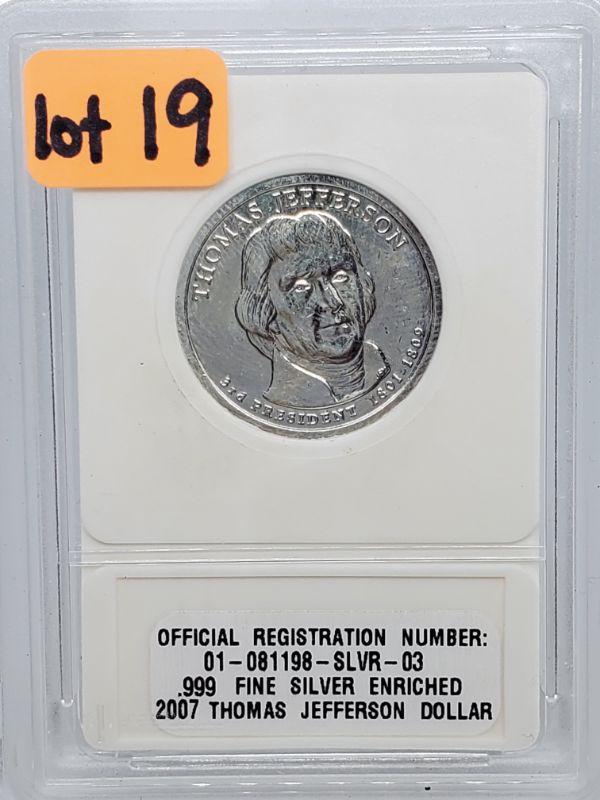 lot 19
THOMAS JEFFERSON
3rd PRESIDENT 1801-1809
OFFICIAL REGISTRATION NUMBER:
01-081198-SLVR-03
.999 FINE SILVER ENRICHED
2007 THOMAS JEFFERSON DOLLAR